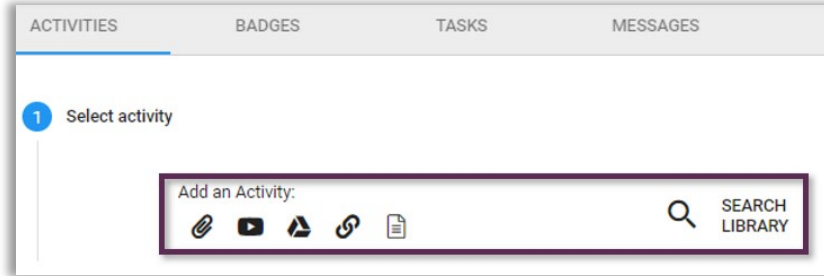 ACTIVITIES BADGES TASKS MESSAGES
1 Select activity
Add an Activity:
SEARCH
LIBRARY